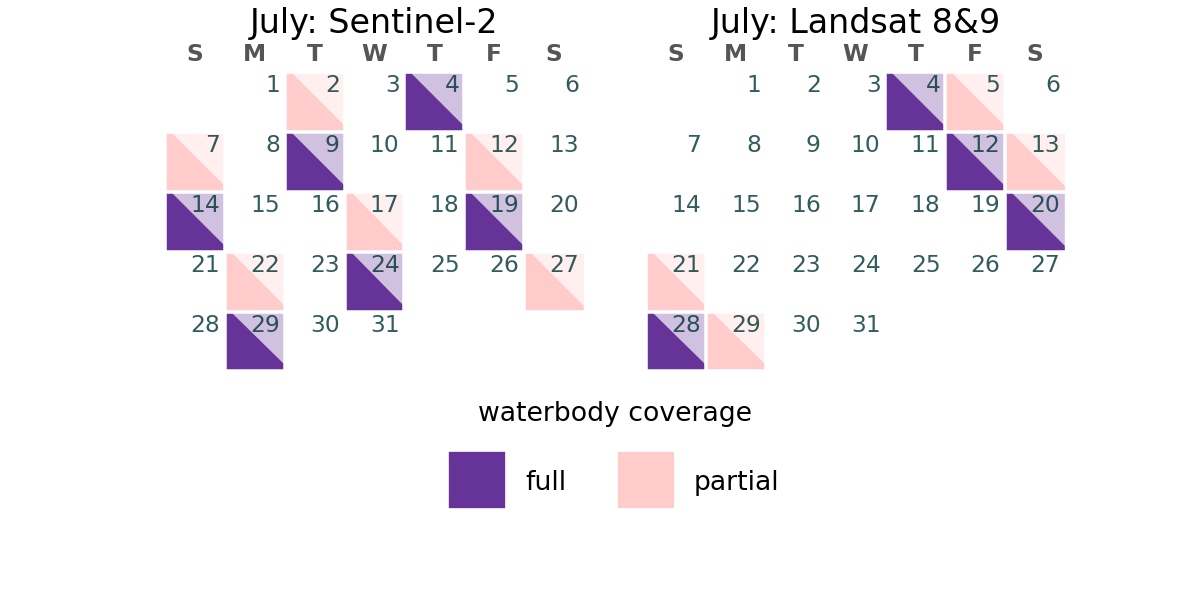 July: Sentinel-2
S M T W T F S
1 2 3 4 5 6
7 8 9 10 11 12 13
14 15 16 17 18 19 20
21 22 23 24 25 26 27
28 29 30 31
July: Landsat 8&9
S M T W T F S
1 2 3 4 5 6
7 8 9 10 11 12 13
14 15 16 17 18 19 20
21 22 23 24 25 26 27
28 29 30 31
waterbody coverage
full
partial